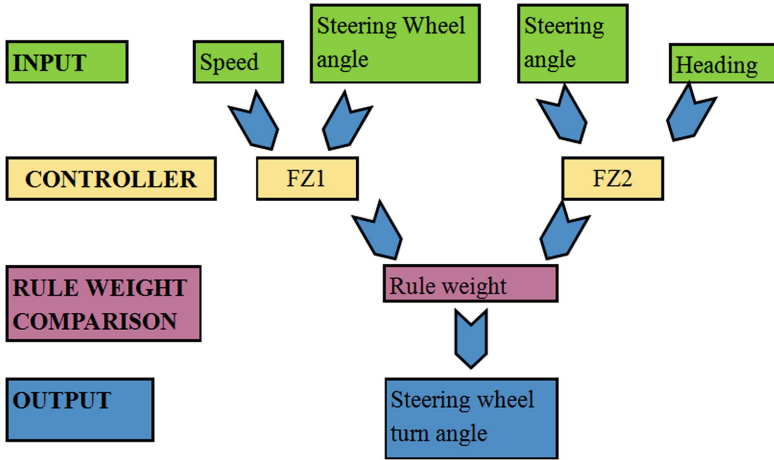 INPUT
Speed
Steering Wheel
angle
Steering
angle
Heading
CONTROLLER
FZ1
FZ2
RULE WEIGHT
COMPARISON
Rule weight
OUTPUT
Steering wheel
turn angle